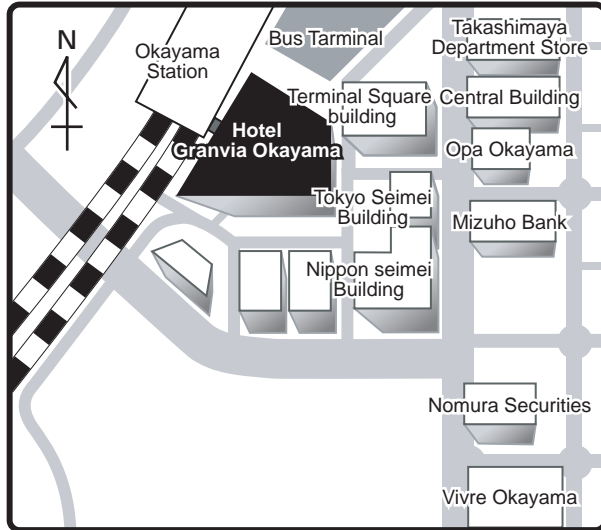 N
Okayama
Station
Bus Tarminal
Takashimaya
Department Store
Terminal Square
building
Central Building
Hotel
Granvia Okayama
Opa Okayama
Tokyo Seimei
Building
Mizuho Bank
Nippon seimei
Building
Nomura Securities
Vivre Okayama